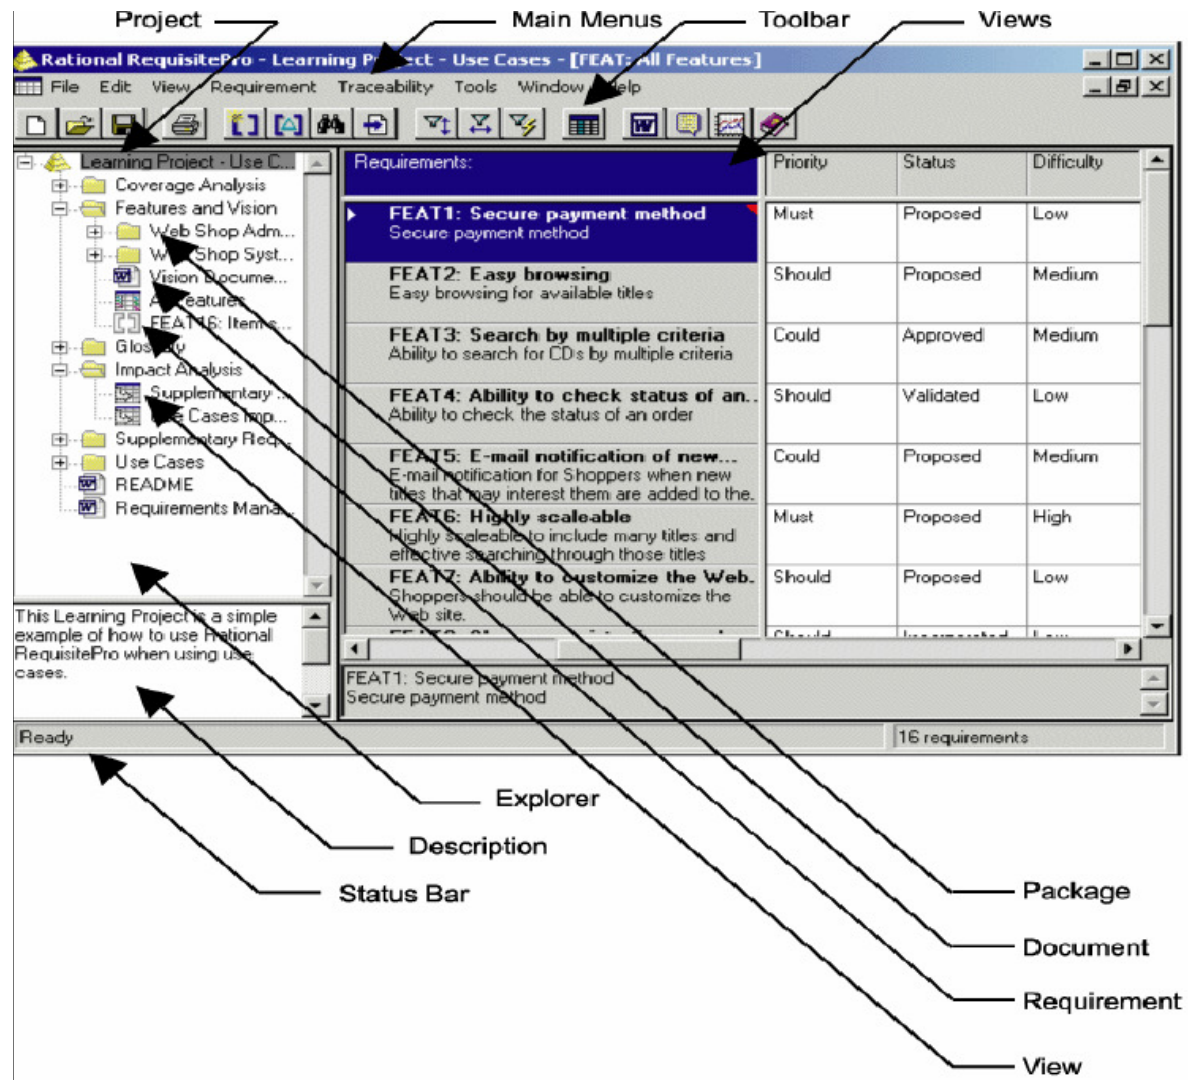 Project Main Menus Toolbar Views
Rational RequisitePro - Learning Project - Use Cases - [FEAT: All Features]
File Edit View Requirement Traceability Tools Window Help
Learning Project - Use C...
Coverage Analysis
Features and Vision
Web Shop Adm...
Web Shop Syst...
Vision Docume...
All Features
FEAT16: Item s...
Glossary
Impact Analysis
Supplementary ...
Use Cases Imp...
Supplementary Req...
Use Cases
README
Requirements Mana...
This Learning Project is a simple
example of how to use Rational
RequisitePro when using use
cases.
Requirements: Priority Status Difficulty
FEAT1: Secure payment method Must Proposed Low
Secure payment method
FEAT2: Easy browsing Should Proposed Medium
Easy browsing for available titles
FEAT3: Search by multiple criteria Could Approved Medium
Ability to search for CDs by multiple criteria
FEAT4: Ability to check status of an.. Should Validated Low
Ability to check the status of an order
FEAT5: E-mail notification of new... Could Proposed Medium
E-mail notification for Shoppers when new
titles that may interest them are added to the.
FEAT6: Highly scaleable Must Proposed High
Highly scaleable to include many titles and
effective searching through those titles
FEAT7: Ability to customize the Web. Should Proposed Low
Shoppers should be able to customize the
Web site.
FEAT1: Secure payment method
Secure payment method
Ready 16 requirements
Explorer
Description
Status Bar
Package
Document
Requirement
View